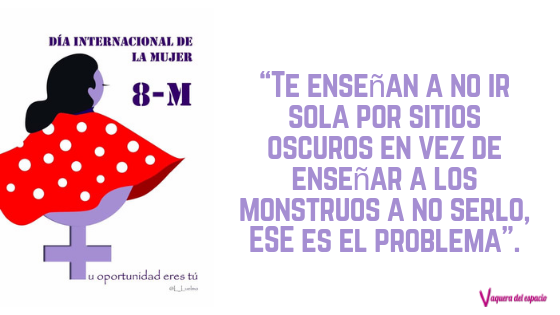 DÍA INTERNACIONAL DE
LA MUJER
8-M
u oportunidad eres tú
“TE ENSEñAN A NO IR
SOLA POR SITIOS
OSCUROS EN VEZ DE
ENSEñAR A LOS
MONSTRUOS A NO SERLO,
ESE ES EL PROBLEMA”.
Vaquera del espacio